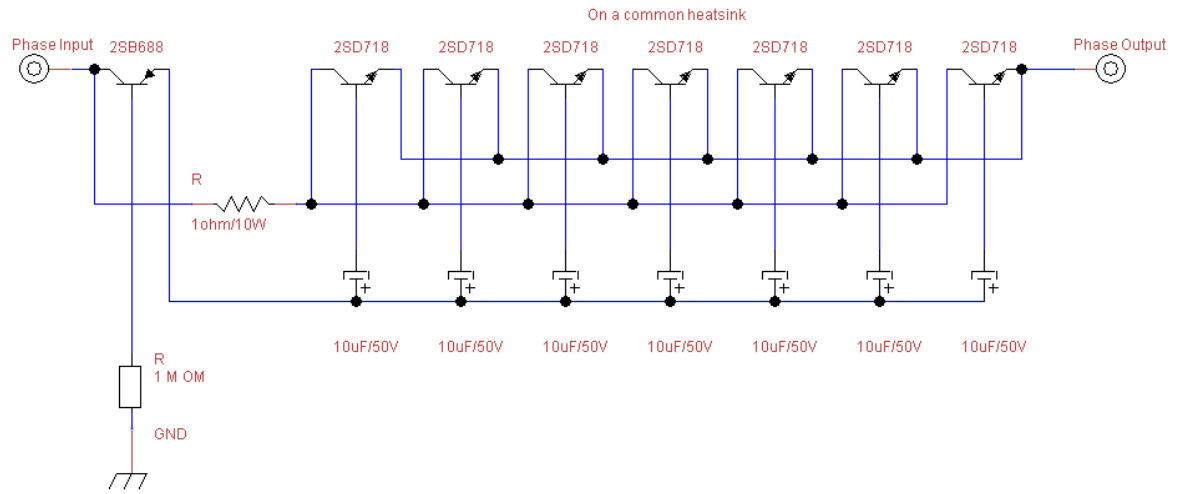 On a common heatsink
Phase Input
2SB688
2SD718
2SD718
2SD718
2SD718
2SD718
2SD718
2SD718
Phase Output
R
1ohm/10W
+
+
+
+
+
+
+
10uF/50V
10uF/50V
10uF/50V
10uF/50V
10uF/50V
10uF/50V
10uF/50V
R
1 M OM
GND